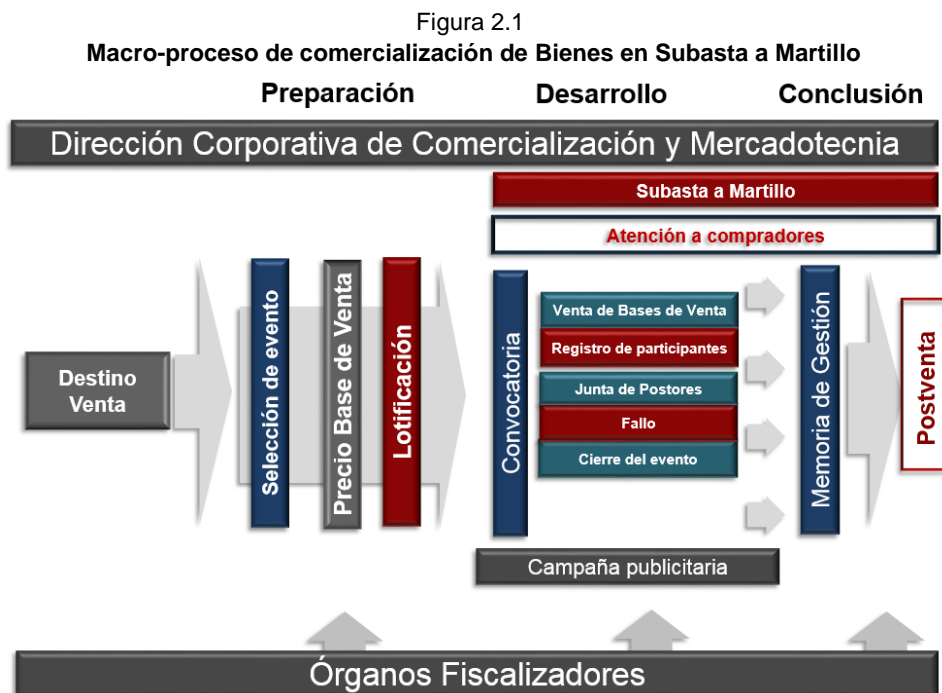 Figura 2.1
Macro-proceso de comercialización de Bienes en Subasta a Martillo
Preparación
Desarrollo
Conclusión
Dirección Corporativa de Comercialización y Mercadotecnia
Subasta a Martillo
Atención a compradores
Destino
Venta
Selección de evento
Precio Base de Venta
Lotificación
Convocatoria
Venta de Bases de Venta
Registro de participantes
Junta de Postores
Fallo
Cierre del evento
Memoria de Gestión
Postventa
Campaña publicitaria
Órganos Fiscalizadores